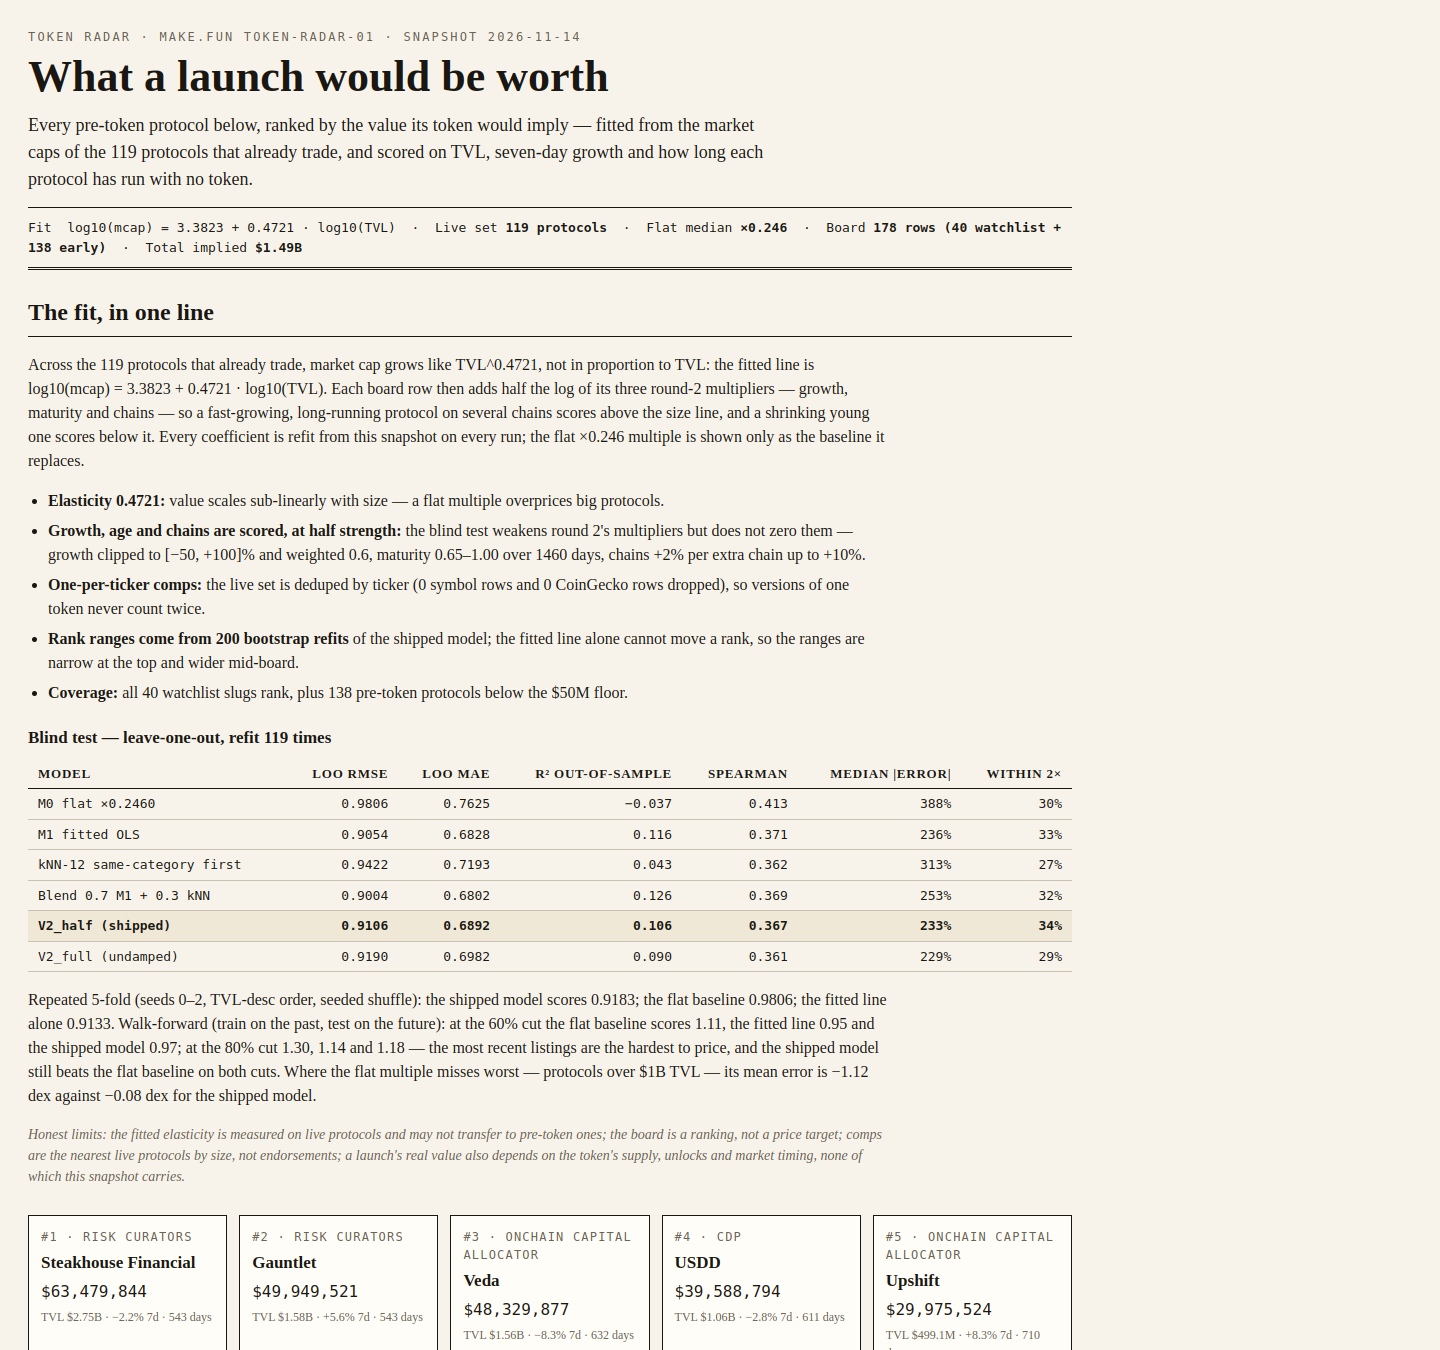 TOKEN RADAR · MAKE.FUN TOKEN-RADAR-01 · SNAPSHOT 2026-11-14
What a launch would be worth
Every pre-token protocol below, ranked by the value its token would imply — fitted from the market
caps of the 119 protocols that already trade, and scored on TVL, seven-day growth and how long each
protocol has run with no token.
Fit log10(mcap) = 3.3823 + 0.4721 · log10(TVL) · Live set 119 protocols · Flat median ×0.246 · Board 178 rows (40 watchlist +
138 early) · Total implied $1.49B
The fit, in one line
Across the 119 protocols that already trade, market cap grows like TVL^0.4721, not in proportion to TVL: the fitted line is
log10(mcap) = 3.3823 + 0.4721 · log10(TVL). Each board row then adds half the log of its three round-2 multipliers — growth,
maturity and chains — so a fast-growing, long-running protocol on several chains scores above the size line, and a shrinking young
one scores below it. Every coefficient is refit from this snapshot on every run; the flat ×0.246 multiple is shown only as the baseline it
replaces.
• Elasticity 0.4721: value scales sub-linearly with size — a flat multiple overprices big protocols.
• Growth, age and chains are scored, at half strength: the blind test weakens round 2's multipliers but does not zero them —
growth clipped to [−50, +100]% and weighted 0.6, maturity 0.65–1.00 over 1460 days, chains +2% per extra chain up to +10%.
• One-per-ticker comps: the live set is deduped by ticker (0 symbol rows and 0 CoinGecko rows dropped), so versions of one
token never count twice.
• Rank ranges come from 200 bootstrap refits of the shipped model; the fitted line alone cannot move a rank, so the ranges are
narrow at the top and wider mid-board.
• Coverage: all 40 watchlist slugs rank, plus 138 pre-token protocols below the $50M floor.
Blind test — leave-one-out, refit 119 times
MODEL LOO RMSE LOO MAE R² OUT-OF-SAMPLE SPEARMAN MEDIAN |ERROR| WITHIN 2×
M0 flat ×0.2460 0.9806 0.7625 −0.037 0.413 388% 30%
M1 fitted OLS 0.9054 0.6828 0.116 0.371 236% 33%
kNN-12 same-category first 0.9422 0.7193 0.043 0.362 313% 27%
Blend 0.7 M1 + 0.3 kNN 0.9004 0.6802 0.126 0.369 253% 32%
V2_half (shipped) 0.9106 0.6892 0.106 0.367 233% 34%
V2_full (undamped) 0.9190 0.6982 0.090 0.361 229% 29%
Repeated 5-fold (seeds 0–2, TVL-desc order, seeded shuffle): the shipped model scores 0.9183; the flat baseline 0.9806; the fitted line
alone 0.9133. Walk-forward (train on the past, test on the future): at the 60% cut the flat baseline scores 1.11, the fitted line 0.95 and
the shipped model 0.97; at the 80% cut 1.30, 1.14 and 1.18 — the most recent listings are the hardest to price, and the shipped model
still beats the flat baseline on both cuts. Where the flat multiple misses worst — protocols over $1B TVL — its mean error is −1.12
dex against −0.08 dex for the shipped model.
Honest limits: the fitted elasticity is measured on live protocols and may not transfer to pre-token ones; the board is a ranking, not a price target; comps
are the nearest live protocols by size, not endorsements; a launch's real value also depends on the token's supply, unlocks and market timing, none of
which this snapshot carries.
#1 · RISK CURATORS
Steakhouse Financial
$63,479,844
TVL $2.75B · −2.2% 7d · 543 days
#2 · RISK CURATORS
Gauntlet
$49,949,521
TVL $1.58B · +5.6% 7d · 543 days
#3 · ONCHAIN CAPITAL
ALLOCATOR
Veda
$48,329,877
TVL $1.56B · −8.3% 7d · 632 days
#4 · CDP
USDD
$39,588,794
TVL $1.06B · −2.8% 7d · 611 days
#5 · ONCHAIN CAPITAL
ALLOCATOR
Upshift
$29,975,524
TVL $499.1M · +8.3% 7d · 710